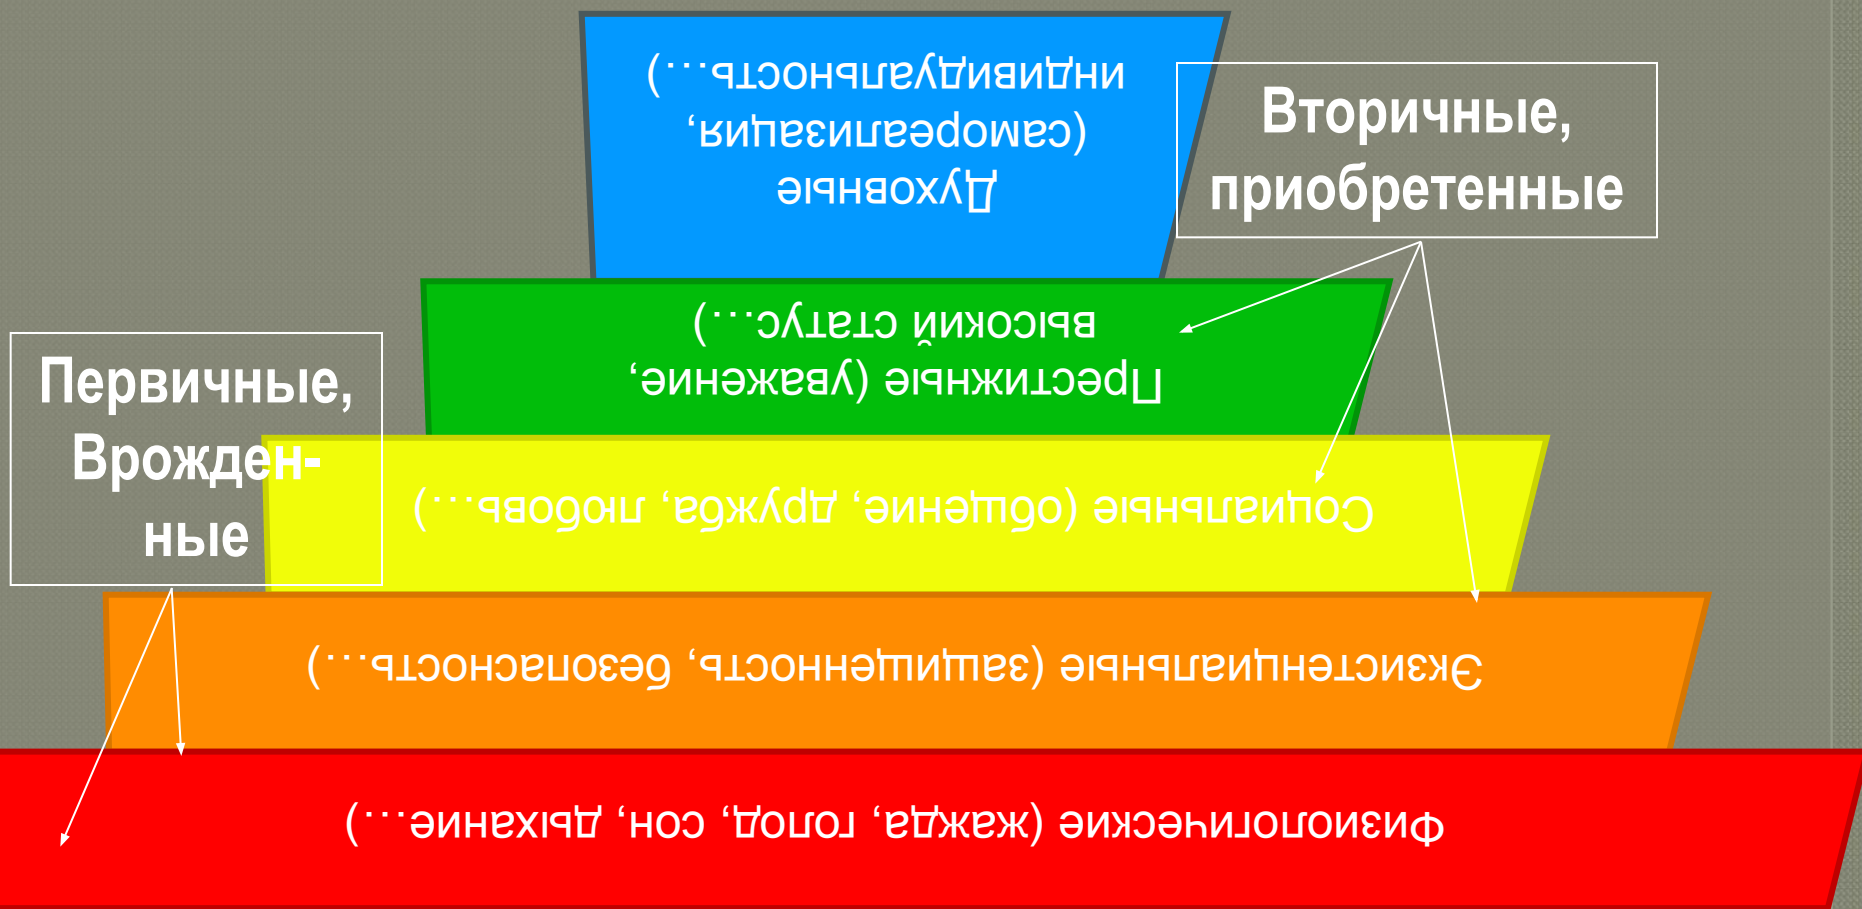 Духовные
(самореализация,
индивидуальность...)
Вторичные,
приобретенные
Престижные (уважение,
высокий статус...)
Первичные,
Врожден-
ные
Социальные (общение, дружба, любовь...)
Экзистенциальные (защищенность, безопасность...)
Физиологические (жажда, голод, сон, дыхание...)